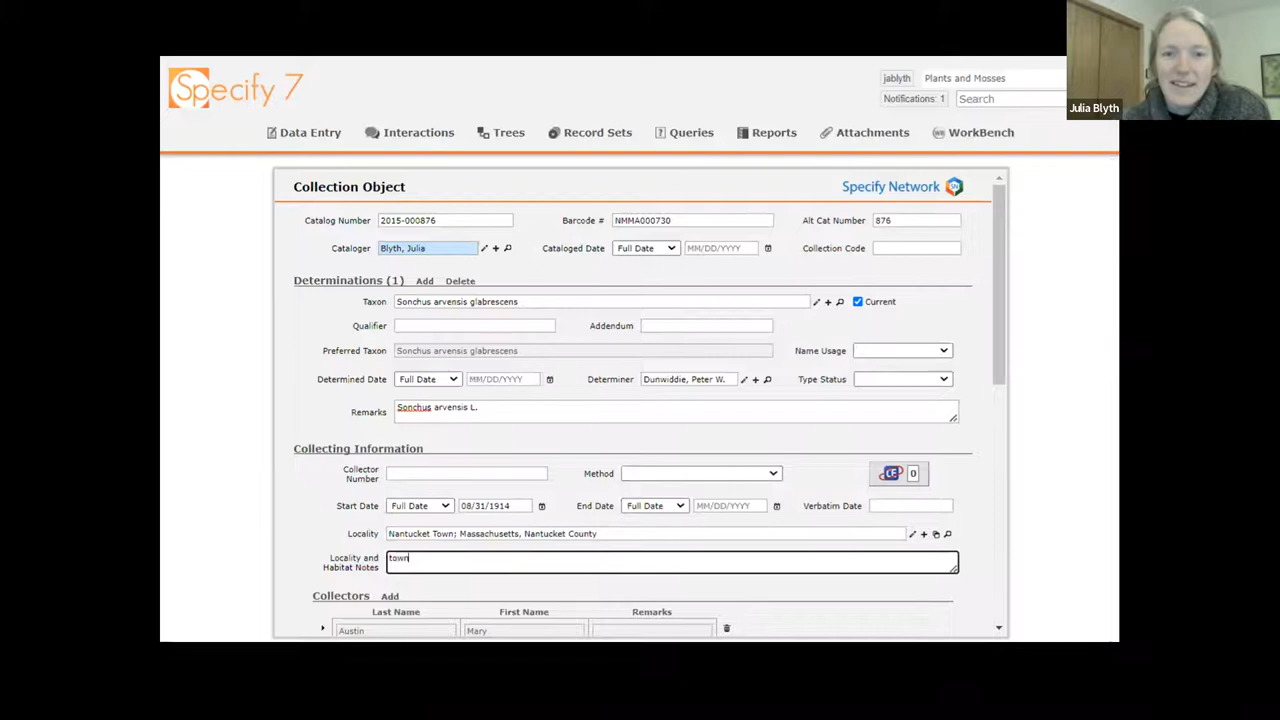 Specify 7
jablyth Plants and Mosses
Notifications: 1 Search
Julia Blyth
Data Entry Interactions Trees Record Sets Queries Reports Attachments WorkBench
Collection Object Specify Network
Catalog Number 2015-000876 Barcode # NMMA000730 Alt Cat Number 876
Cataloger Blyth, Julia Cataloged Date Full Date MM/DD/YYYY Collection Code
Determinations (1) Add Delete
Taxon Sonchus arvensis glabrescens Current
Qualifier Addendum
Preferred Taxon Sonchus arvensis glabrescens Name Usage
Determined Date Full Date MM/DD/YYYY Determiner Dunwiddie, Peter W. Type Status
Remarks Sonchus arvensis L.
Collecting Information
Collector Number Method CE 0
Start Date Full Date 08/31/1914 End Date Full Date MM/DD/YYYY Verbatim Date
Locality Nantucket Town; Massachusetts, Nantucket County
Locality and Habitat Notes town
Collectors Add
Last Name First Name Remarks
Austin Mary